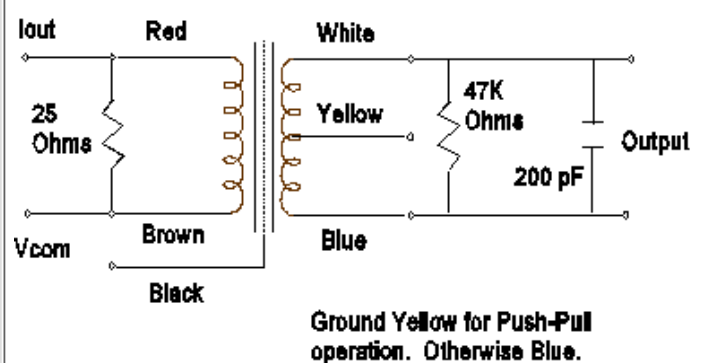 Iout
Red
White
25
Ohms
Yellow
47K
Ohms
Output
200 pF
Vcom
Brown
Blue
Black
Ground Yellow for Push-Pull
operation. Otherwise Blue.